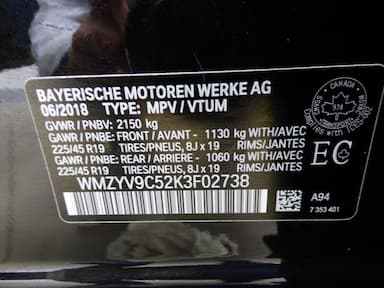 BAYERISCHE MOTOREN WERKE AG
06/2018 TYPE: MPV / VTUM
GVWR / PNBV: 2150 kg
GAWR / PNBE: FRONT / AVANT - 1130 kg WITH/AVEC
225/45 R19 TIRES/PNEUS, 8J x 19 RIMS/JANTES
GAWR / PNBE: REAR / ARRIERE - 1060 kg WITH/AVEC
225/45 R19 TIRES/PNEUS, 8J x 19 RIMS/JANTES
WMZYV9C52K3F02738
CANADA
978
EC
A94
7 353 401